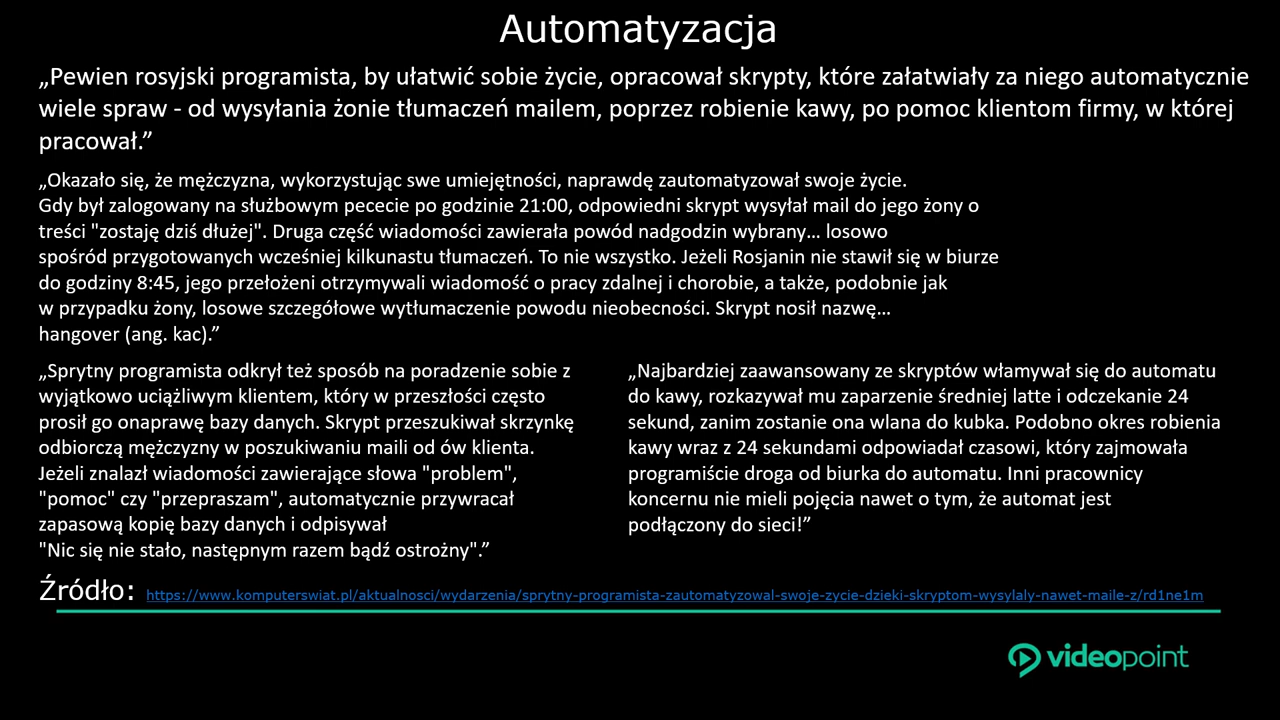 Automatyzacja
„Pewien rosyjski programista, by ułatwić sobie życie, opracował skrypty, które załatwiały za niego automatycznie
wiele spraw - od wysyłania żonie tłumaczeń mailem, poprzez robienie kawy, po pomoc klientom firmy, w której
pracował.”
„Okazało się, że mężczyzna, wykorzystując swe umiejętności, naprawdę zautomatyzował swoje życie.
Gdy był zalogowany na służbowym pececie po godzinie 21:00, odpowiedni skrypt wysyłał mail do jego żony o
treści "zostaję dziś dłużej". Druga część wiadomości zawierała powód nadgodzin wybrany... losowo
spośród przygotowanych wcześniej kilkunastu tłumaczeń. To nie wszystko. Jeżeli Rosjanin nie stawił się w biurze
do godziny 8:45, jego przełożeni otrzymywali wiadomość o pracy zdalnej i chorobie, a także, podobnie jak
w przypadku żony, losowe szczegółowe wytłumaczenie powodu nieobecności. Skrypt nosił nazwę...
hangover (ang. kac).”
„Sprytny programista odkrył też sposób na poradzenie sobie z
wyjątkowo uciążliwym klientem, który w przeszłości często
prosił go onaprawę bazy danych. Skrypt przeszukiwał skrzynkę
odbiorczą mężczyzny w poszukiwaniu maili od ów klienta.
Jeżeli znalazł wiadomości zawierające słowa "problem",
"pomoc" czy "przepraszam", automatycznie przywracał
zapasową kopię bazy danych i odpisywał
"Nic się nie stało, następnym razem bądź ostrożny".”
„Najbardziej zaawansowany ze skryptów włamywał się do automatu
do kawy, rozkazywał mu zaparzenie średniej latte i odczekanie 24
sekund, zanim zostanie ona wlana do kubka. Podobno okres robienia
kawy wraz z 24 sekundami odpowiadał czasowi, który zajmowała
programiście droga od biurka do automatu. Inni pracownicy
koncernu nie mieli pojęcia nawet o tym, że automat jest
podłączony do sieci!”
Źródło: https://www.komputerswiat.pl/aktualnosci/wydarzenia/sprytny-programista-zautomatyzowal-swoje-zycie-dzieki-skryptom-wysylaly-nawet-maile-z/rd1ne1m
videopoint